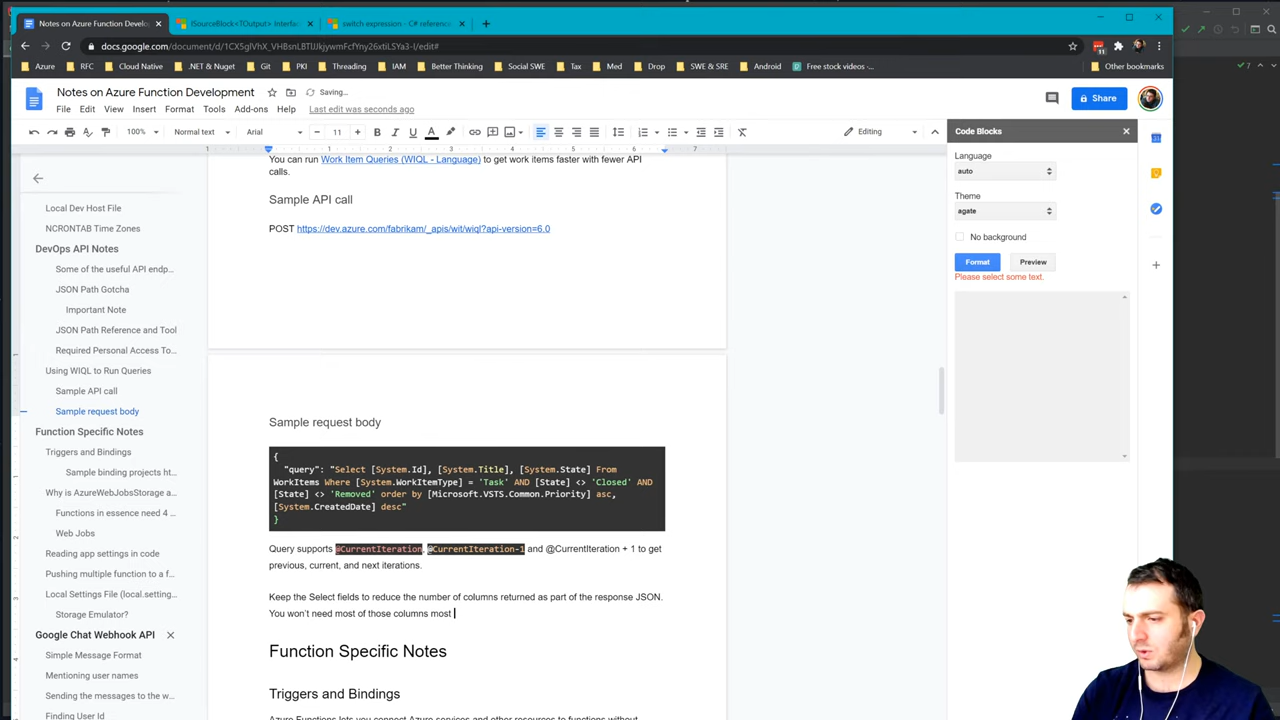 Notes on Azure Function Develo
ISourceBlock<TOutput> Interfac
switch expression - C# reference
docs.google.com/document/d/
Azure
RFC
Cloud Native
.NET & Nuget
Git
PKI
Threading
IAM
Better Thinking
Social SWE
Tax
Med
Drop
SWE & SRE
Android
Free stock videos - ...
Other bookmarks
Notes on Azure Function Development
Saving...
File Edit View Insert Format Tools Add-ons Help
Last edit was seconds ago
Share
100%
Normal text
Arial
11
Editing
Code Blocks
Language
auto
Theme
agate
No background
Format
Preview
Please select some text.
Local Dev Host File
NCRONTAB Time Zones
DevOps API Notes
Some of the useful API endp...
JSON Path Gotcha
Important Note
JSON Path Reference and Tool
Required Personal Access To...
Using WIQL to Run Queries
Sample API call
Sample request body
Function Specific Notes
Triggers and Bindings
Sample binding projects ht...
Why is AzureWebJobsStorage a...
Functions in essence need 4 ...
Web Jobs
Reading app settings in code
Pushing multiple function to a f...
Local Settings File (local.setting...
Storage Emulator?
Google Chat Webhook API
Simple Message Format
Mentioning user names
Sending the messages to the w...
Finding User Id
You can run Work Item Queries (WIQL - Language) to get work items faster with fewer API
calls.
Sample API call
POST https://dev.azure.com/fabrikam/_apis/wit/wiql?api-version=6.0
Sample request body
{
"query": "Select [System.Id], [System.Title], [System.State] From
WorkItems Where [System.WorkItemType] = 'Task' AND [State] <> 'Closed' AND
[State] <> 'Removed' order by [Microsoft.VSTS.Common.Priority] asc,
[System.CreatedDate] desc"
}
Query supports @CurrentIteration, @CurrentIteration-1 and @CurrentIteration + 1 to get
previous, current, and next iterations.
Keep the Select fields to reduce the number of columns returned as part of the response JSON.
You won't need most of those columns most
Function Specific Notes
Triggers and Bindings
Azure Functions lets you connect Azure services and other resources to functions without